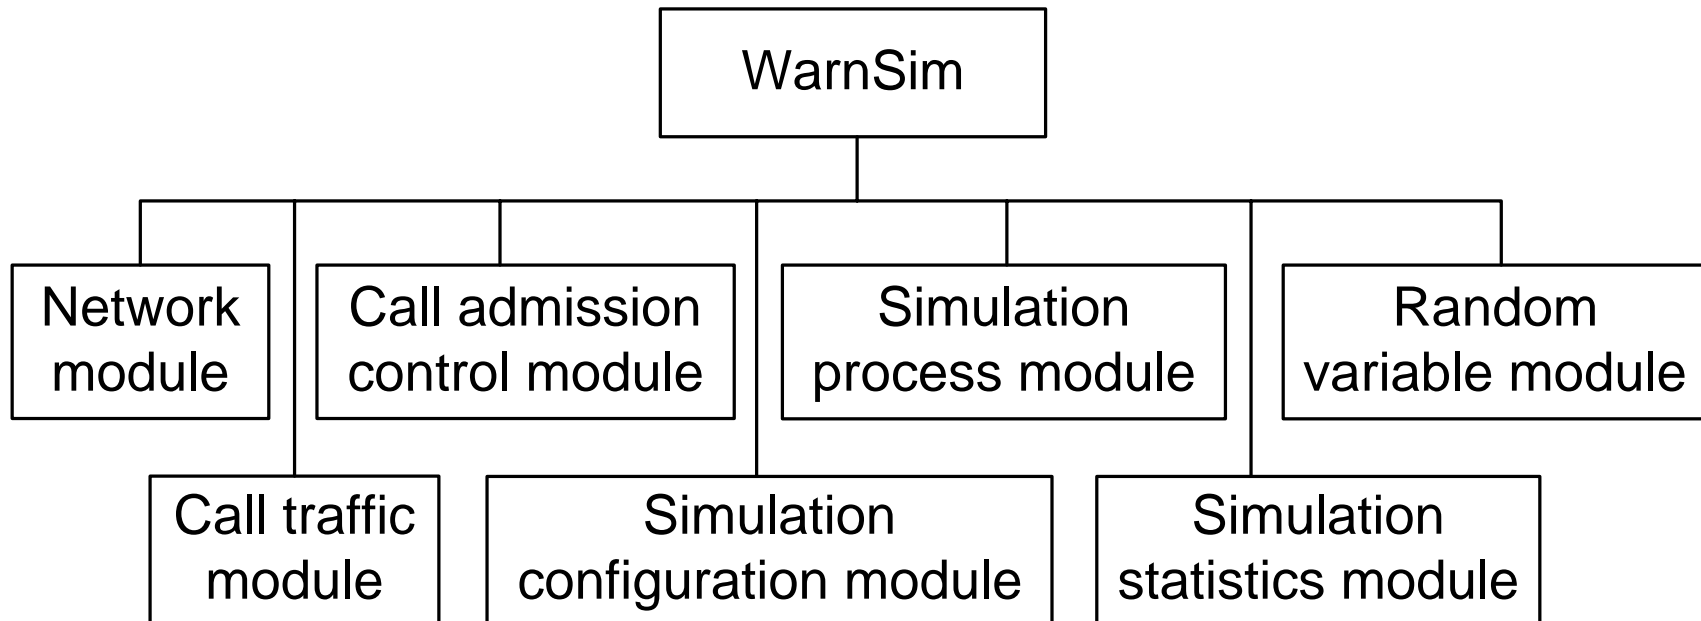 WarnSim
Network
module
Call admission
control module
Simulation
process module
Random
variable module
Call traffic
module
Simulation
configuration module
Simulation
statistics module